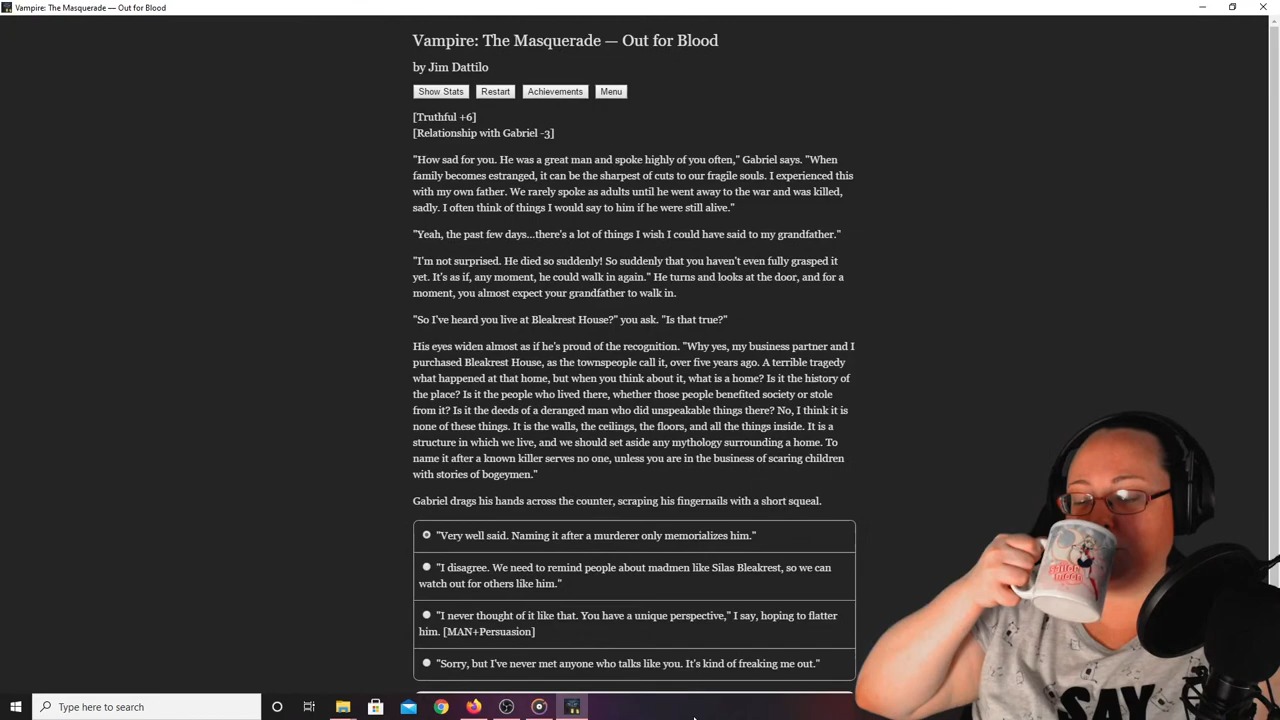 Vampire: The Masquerade — Out for Blood
Vampire: The Masquerade — Out for Blood
by Jim Dattilo
Show Stats Restart Achievements Menu
[Truthful +6]
[Relationship with Gabriel -3]
"How sad for you. He was a great man and spoke highly of you often," Gabriel says. "When
family becomes estranged, it can be the sharpest of cuts to our fragile souls. I experienced this
with my own father. We rarely spoke as adults until he went away to the war and was killed,
sadly. I often think of things I would say to him if he were still alive."
"Yeah, the past few days...there's a lot of things I wish I could have said to my grandfather."
"I'm not surprised. He died so suddenly! So suddenly that you haven't even fully grasped it
yet. It's as if, any moment, he could walk in again." He turns and looks at the door, and for a
moment, you almost expect your grandfather to walk in.
"So I've heard you live at Bleakrest House?" you ask. "Is that true?"
His eyes widen almost as if he's proud of the recognition. "Why yes, my business partner and I
purchased Bleakrest House, as the townspeople call it, over five years ago. A terrible tragedy
what happened at that home, but when you think about it, what is a home? Is it the history of
the place? Is it the people who lived there, whether those people benefited society or stole
from it? Is it the deeds of a deranged man who did unspeakable things there? No, I think it is
none of these things. It is the walls, the ceilings, the floors, and all the things inside. It is a
structure in which we live, and we should set aside any mythology surrounding a home. To
name it after a known killer serves no one, unless you are in the business of scaring children
with stories of bogeymen."
Gabriel drags his hands across the counter, scraping his fingernails with a short squeal.
"Very well said. Naming it after a murderer only memorializes him."
"I disagree. We need to remind people about madmen like Silas Bleakrest, so we can
watch out for others like him."
"I never thought of it like that. You have a unique perspective," I say, hoping to flatter
him. [MAN+Persuasion]
"Sorry, but I've never met anyone who talks like you. It's kind of freaking me out."
Type here to search
SAY